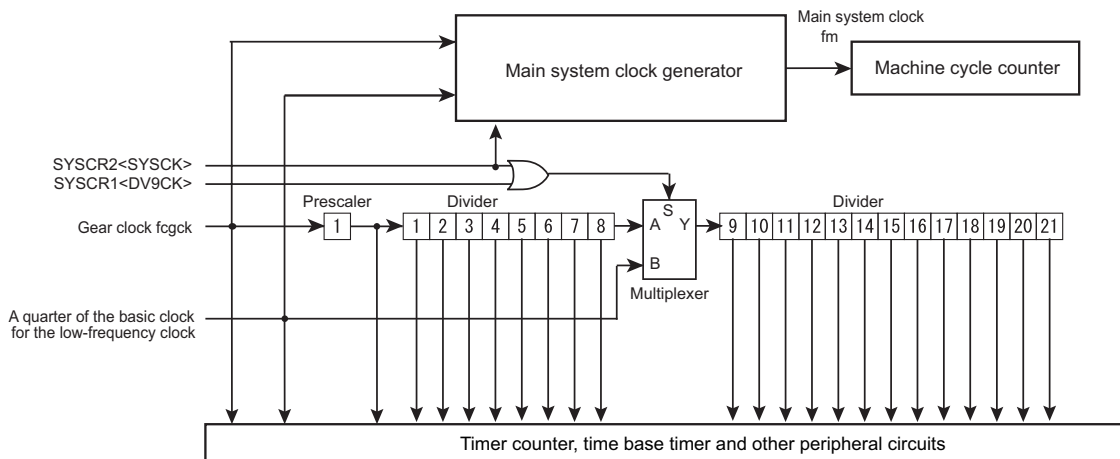 Main system clock
fm
Main system clock generator
Machine cycle counter
SYSCR2<SYSCK>
SYSCR1<DV9CK>
Prescaler
Divider
Divider
Gear clock fcgck
1
1 2 3 4 5 6 7 8
S
A Y
B
9 10 11 12 13 14 15 16 17 18 19 20 21
Multiplexer
A quarter of the basic clock
for the low-frequency clock
Timer counter, time base timer and other peripheral circuits